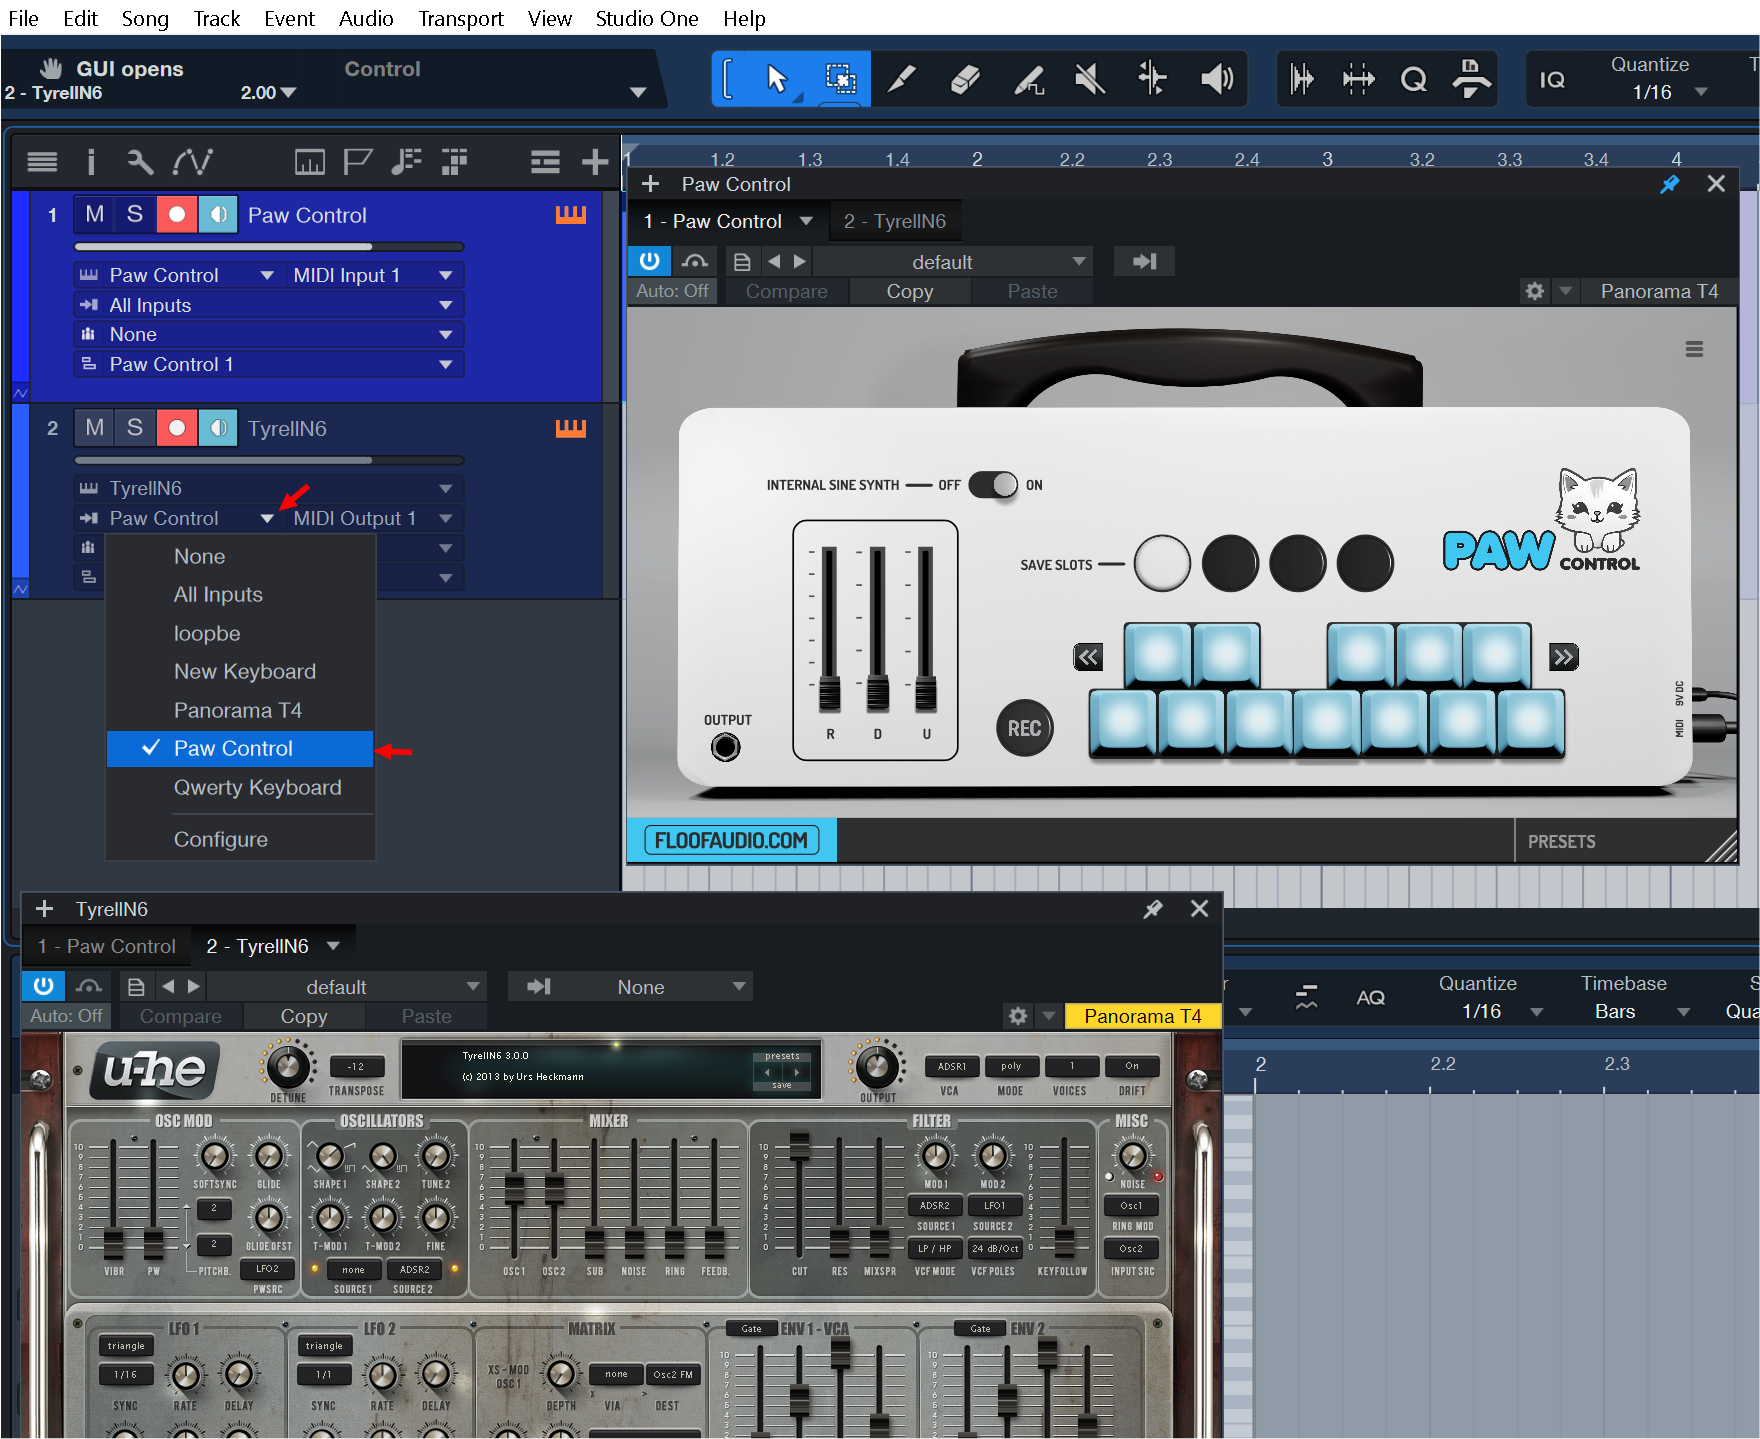 File Edit Song Track Event Audio Transport View Studio One Help
GUI opens
Control
2 - TyrellN6
2.00
IQ
Quantize
1/16
1 1.2 1.3 1.4 2 2.2 2.3 2.4 3 3.2 3.3 3.4 4
1 M S Paw Control
Paw Control MIDI Input 1
All Inputs
None
Paw Control 1
2 M S TyrellN6
TyrellN6
Paw Control MIDI Output 1
None
All Inputs
loopbe
New Keyboard
Panorama T4
Paw Control
Qwerty Keyboard
Configure
Paw Control
1 - Paw Control 2 - TyrellN6
default
Auto: Off Compare Copy Paste Panorama T4
INTERNAL SINE SYNTH OFF ON
SAVE SLOTS
PAW
CONTROL
OUTPUT
R D U
REC
MIDI 9V DC
FLOOFAUDIO.COM
PRESETS
TyrellN6
1 - Paw Control 2 - TyrellN6
default None
Auto: Off Compare Copy Paste Panorama T4
AQ
Quantize
1/16
Timebase
Bars
Qua
2 2.2 2.3
u-he
DETUNE
-12
TRANSPOSE
TyrellN6 3.0.0
(c) 2013 by Urs Heckmann
presets
save
OUTPUT
ADSR1 poly 1 On
VCA MODE VOICES DRIFT
OSC MOD OSCILLATORS MIXER FILTER MISC
SOFTSYNC GLIDE SHAPE1 SHAPE2 TUNE2 MOD1 MOD2 NOISE
2 ADSR2 LFO1 Osc1
SOURCE1 SOURCE2 RING MOD
2 GLIDE OFST T-MOD1 T-MOD2 FINE LP / HP 24 dB/Oct Osc2
VIBR PW PITCHB. LFO2 none ADSR2 OSC1 OSC2 SUB NOISE RING FEEDB. CUT RES MIXSPR VCF MODE VCF POLES KEYFOLLOW INPUT SRC
PWSRC SOURCE1 SOURCE2
LFO 1 LFO 2 MATRIX Gate ENV 1 - VCA Gate ENV 2
triangle triangle
1/16 1/1 XS-MOD OSC1 none Osc2 FM
SYNC RATE DELAY SYNC RATE DELAY DEPTH VIA DEST